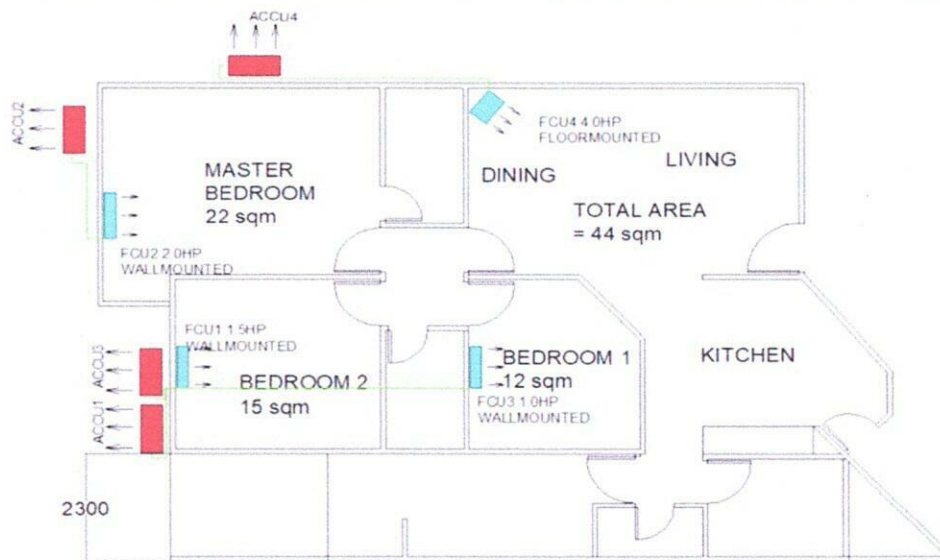 ACCU4
ACCU2
FCU4 4.0HP
FLOORMOUNTED
MASTER
BEDROOM
22 sqm
DINING
LIVING
TOTAL AREA
= 44 sqm
FCU2 2.0HP
WALLMOUNTED
FCU1 1.5HP
WALLMOUNTED
ACCU3
BEDROOM 2
15 sqm
BEDROOM 1
12 sqm
KITCHEN
FCU3 1.0HP
WALLMOUNTED
ACCU1
2300